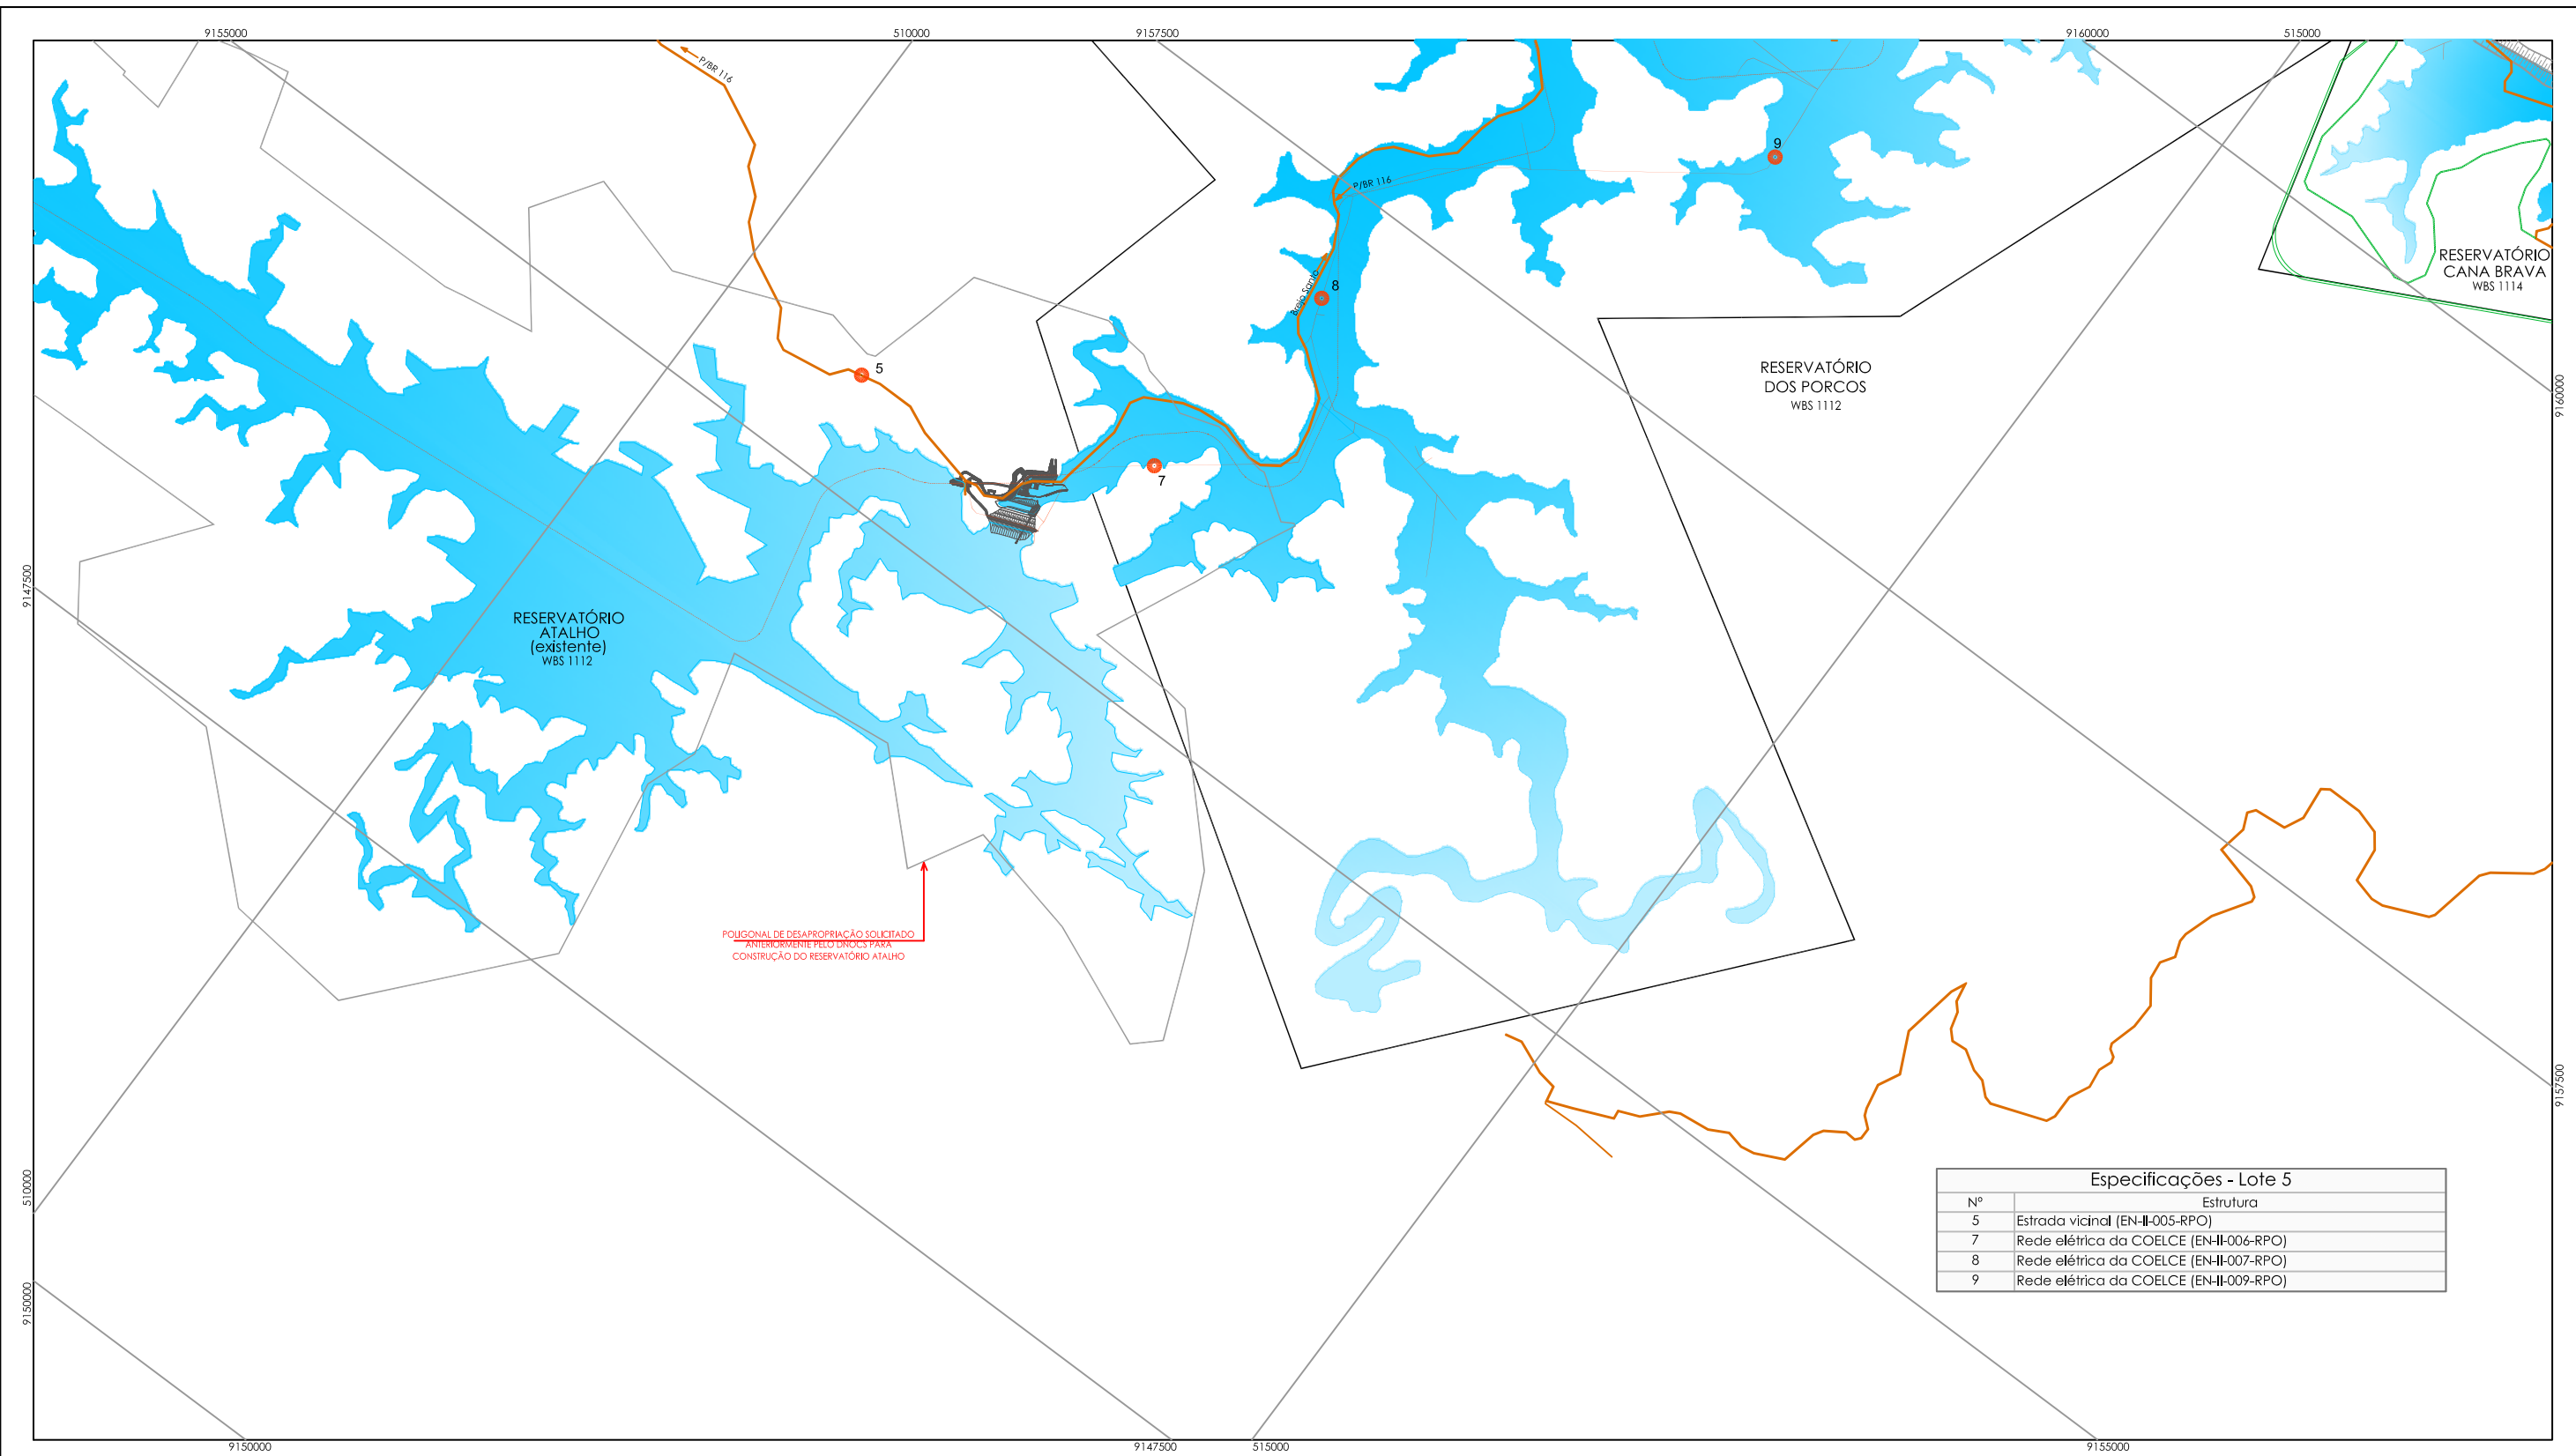 9155000
510000
9157500
9160000
515000
P/BR 116
9
P/BR 116
RESERVATÓRIO
CANA BRAVA
WBS 1114
Brejo Santo
8
5
RESERVATÓRIO
DOS PORCOS
WBS 1112
9160000
7
9147500
RESERVATÓRIO
ATALHO
(existente)
WBS 1112
POLIGONAL DE DESAPROPRIAÇÃO SOLICITADO
ANTERIORMENTE PELO DNOCS PARA
CONSTRUÇÃO DO RESERVATÓRIO ATALHO
9157500
510000
Especificações - Lote 5
Nº Estrutura
5 Estrada vicinal (EN-II-005-RPO)
7 Rede elétrica da COELCE (EN-II-006-RPO)
8 Rede elétrica da COELCE (EN-II-007-RPO)
9 Rede elétrica da COELCE (EN-II-009-RPO)
9150000
9150000
9147500
515000
9155000